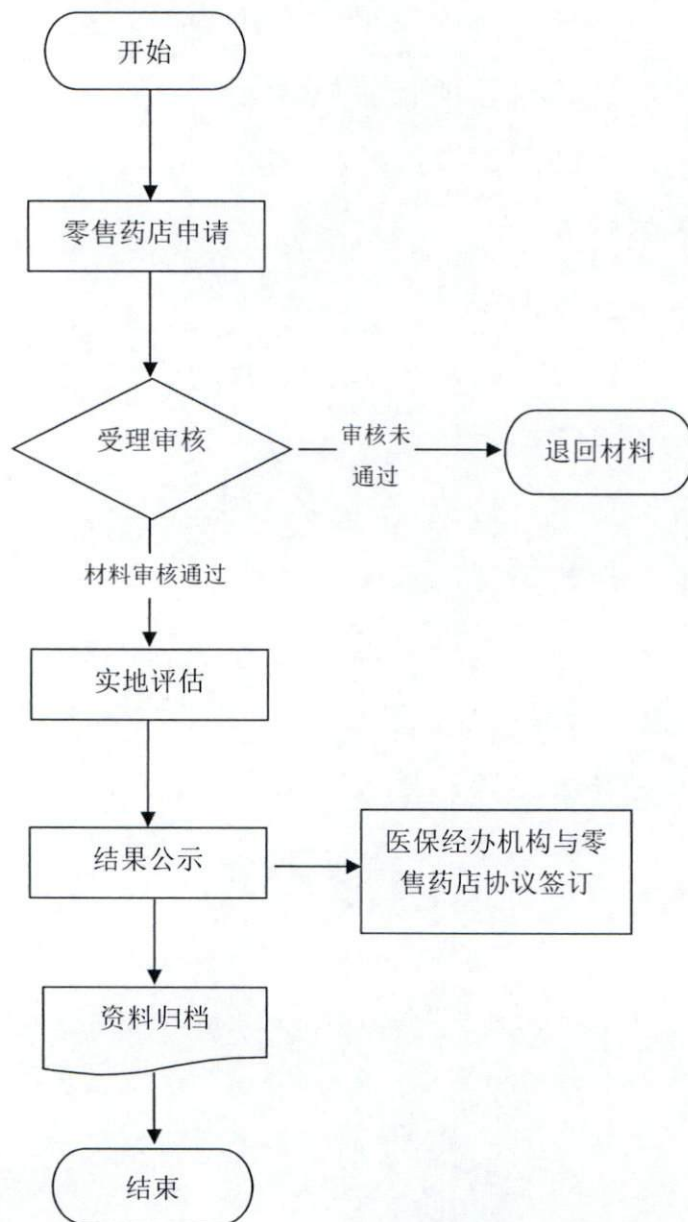 开始
零售药店申请
受理审核
审核未
通过
退回材料
材料审核通过
实地评估
结果公示
医保经办机构与零
售药店协议签订
资料归档
结束